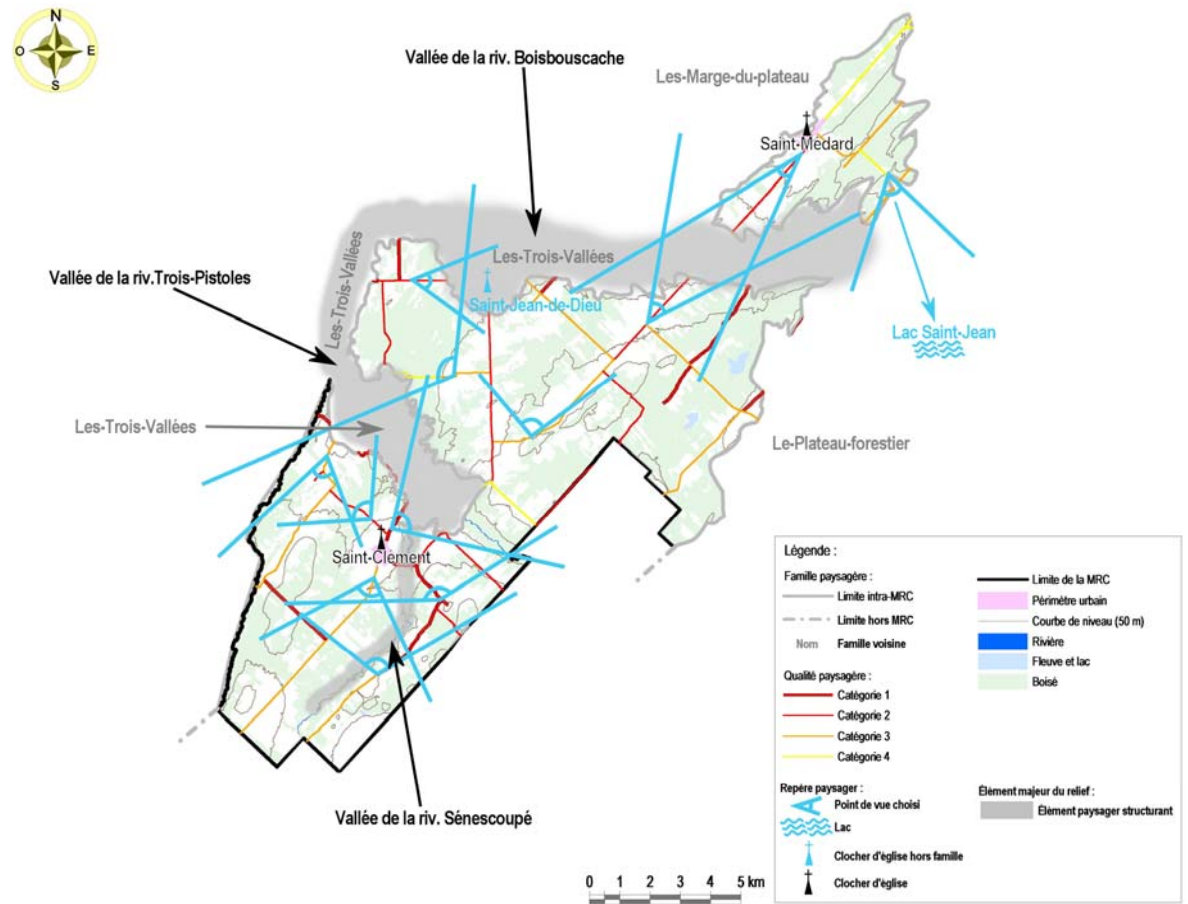 N
O
E
S
Vallée de la riv. Boisbouscache
Les-Marge-du-plateau
Saint-Médard
Les-Trois-Vallées
Les-Trois-Vallées
Saint-Jean-de-Dieu
Vallée de la riv.Trois-Pistoles
Lac Saint-Jean
Les-Trois-Vallées
Le-Plateau-forestier
Saint-Clément
Vallée de la riv. Sénescoupé
0 1 2 3 4 5 km
Légende :
Famille paysagère :
Limite intra-MRC
Limite hors MRC
Nom Famille voisine
Qualité paysagère :
Catégorie 1
Catégorie 2
Catégorie 3
Catégorie 4
Repère paysager :
Point de vue choisi
Lac
Clocher d'église hors famille
Clocher d'église
Limite de la MRC
Périmètre urbain
Courbe de niveau (50 m)
Rivière
Fleuve et lac
Boisé
Élément majeur du relief :
Élément paysager structurant